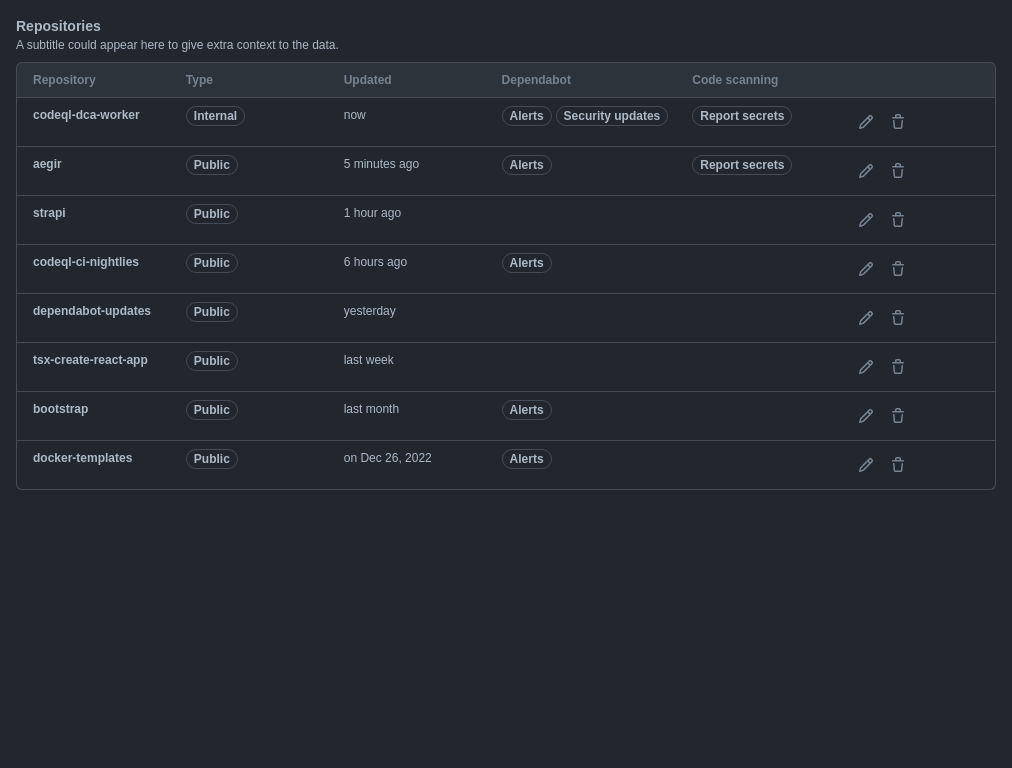 Repositories
A subtitle could appear here to give extra context to the data.
Repository Type Updated Dependabot Code scanning
codeql-dca-worker Internal now Alerts Security updates Report secrets
aegir Public 5 minutes ago Alerts Report secrets
strapi Public 1 hour ago
codeql-ci-nightlies Public 6 hours ago Alerts
dependabot-updates Public yesterday
tsx-create-react-app Public last week
bootstrap Public last month Alerts
docker-templates Public on Dec 26, 2022 Alerts